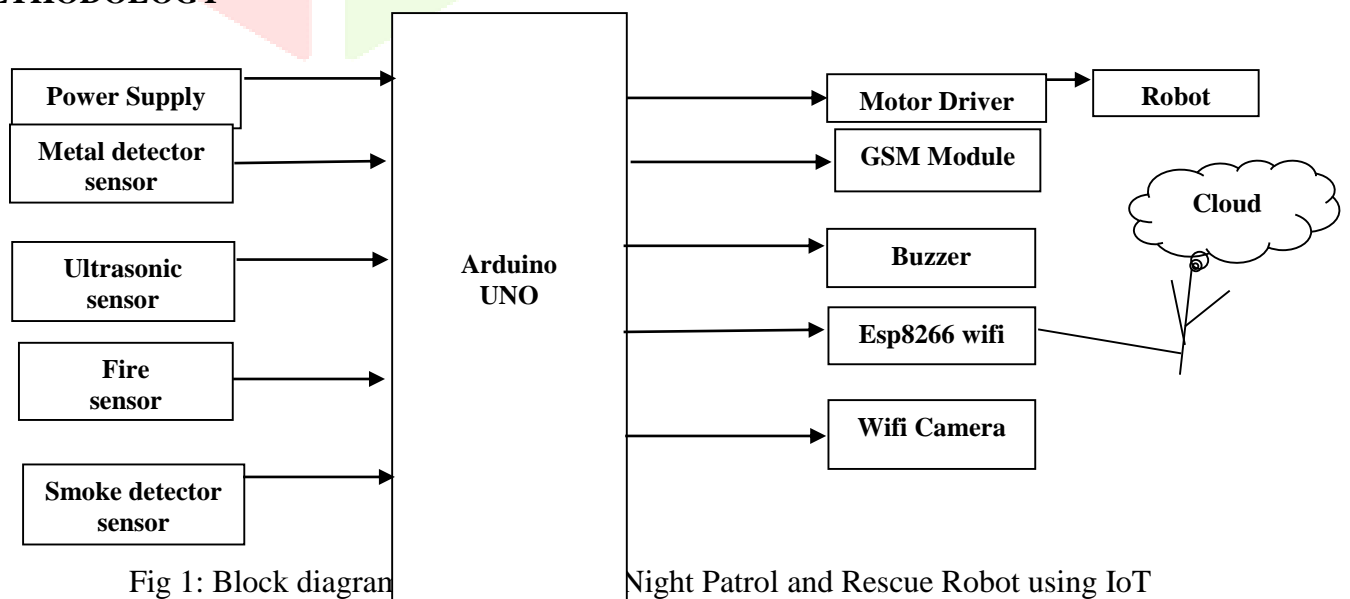 Power Supply
Metal detector
sensor
Ultrasonic
sensor
Fire
sensor
Smoke detector
sensor
Arduino
UNO
Motor Driver
Robot
GSM Module
Cloud
Buzzer
Esp8266 wifi
Wifi Camera
Fig 1: Block diagran Night Patrol and Rescue Robot using IoT